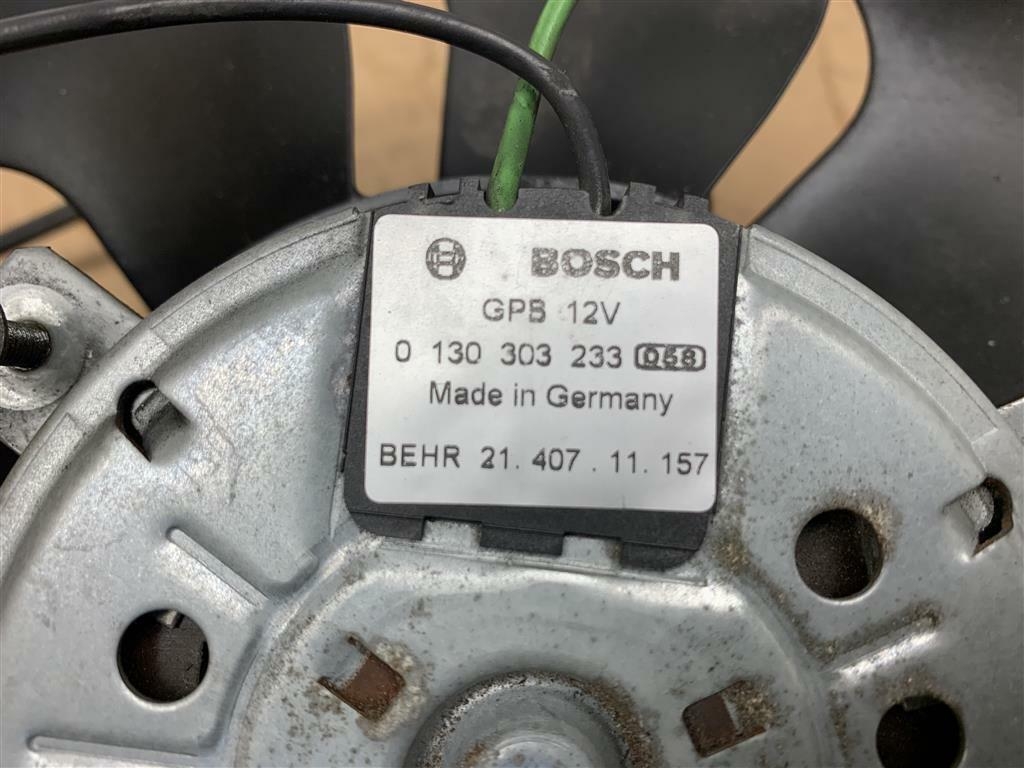 BOSCH
GPB 12V
0 130 303 233 058
Made in Germany
BEHR 21. 407 . 11. 157